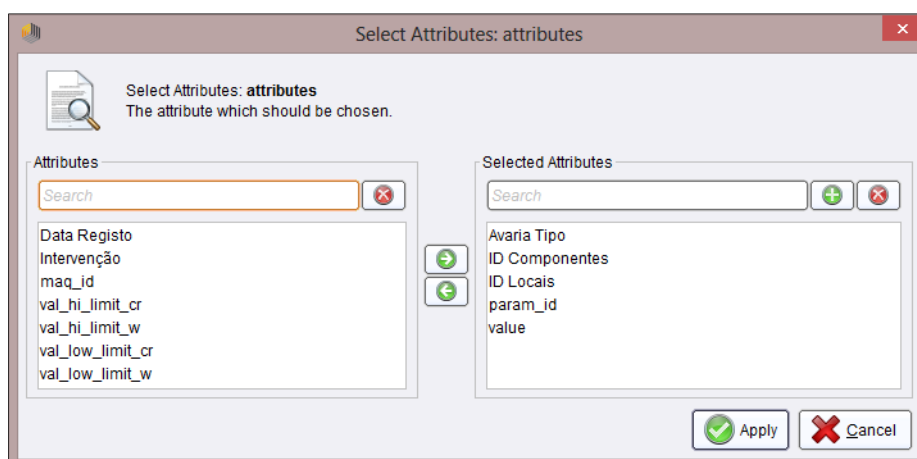 Select Attributes: attributes
Select Attributes: attributes
The attribute which should be chosen.
Attributes
Search
Data Registo
Intervenção
maq_id
val_hi_limit_cr
val_hi_limit_w
val_low_limit_cr
val_low_limit_w
Selected Attributes
Search
Avaria Tipo
ID Componentes
ID Locais
param_id
value
Apply
Cancel